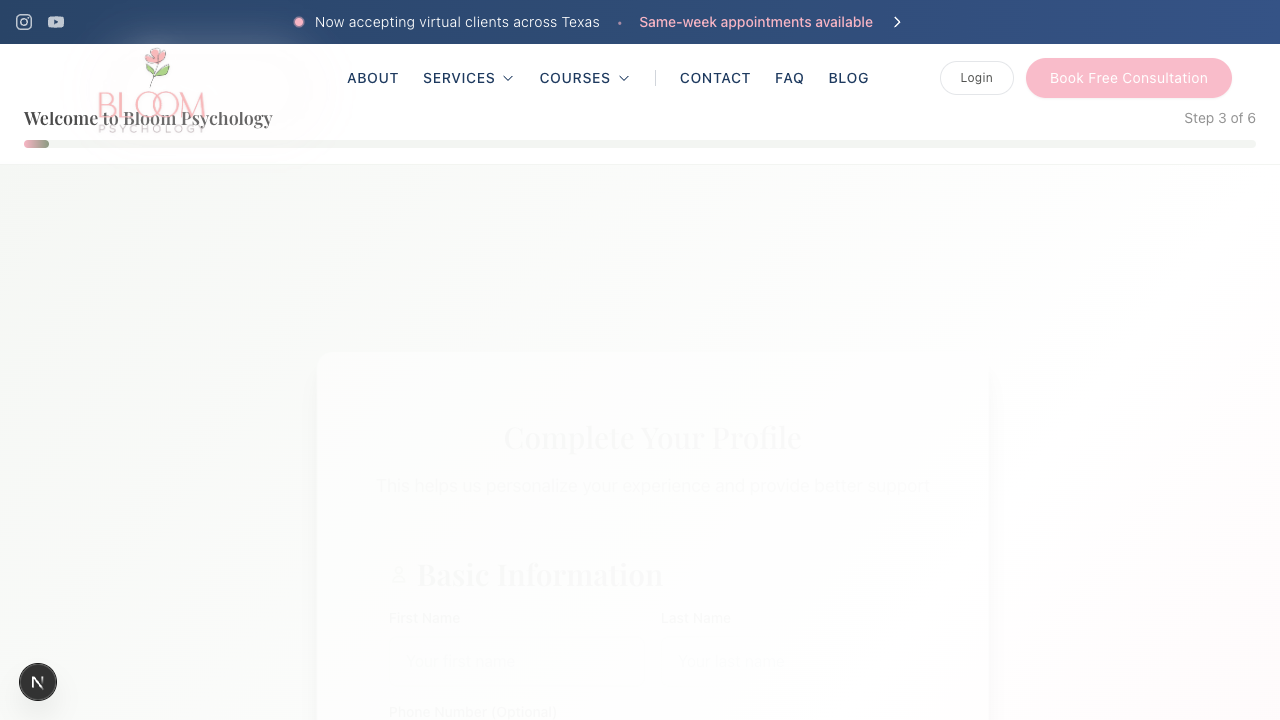 Now accepting virtual clients across Texas • Same-week appointments available
BLOOM
PSYCHOLOGY
ABOUT SERVICES COURSES CONTACT FAQ BLOG
Login
Book Free Consultation
Welcome to Bloom Psychology
Step 3 of 6
Complete Your Profile
This helps us personalize your experience and provide better support
Basic Information
First Name
Last Name
Phone Number (Optional)
N